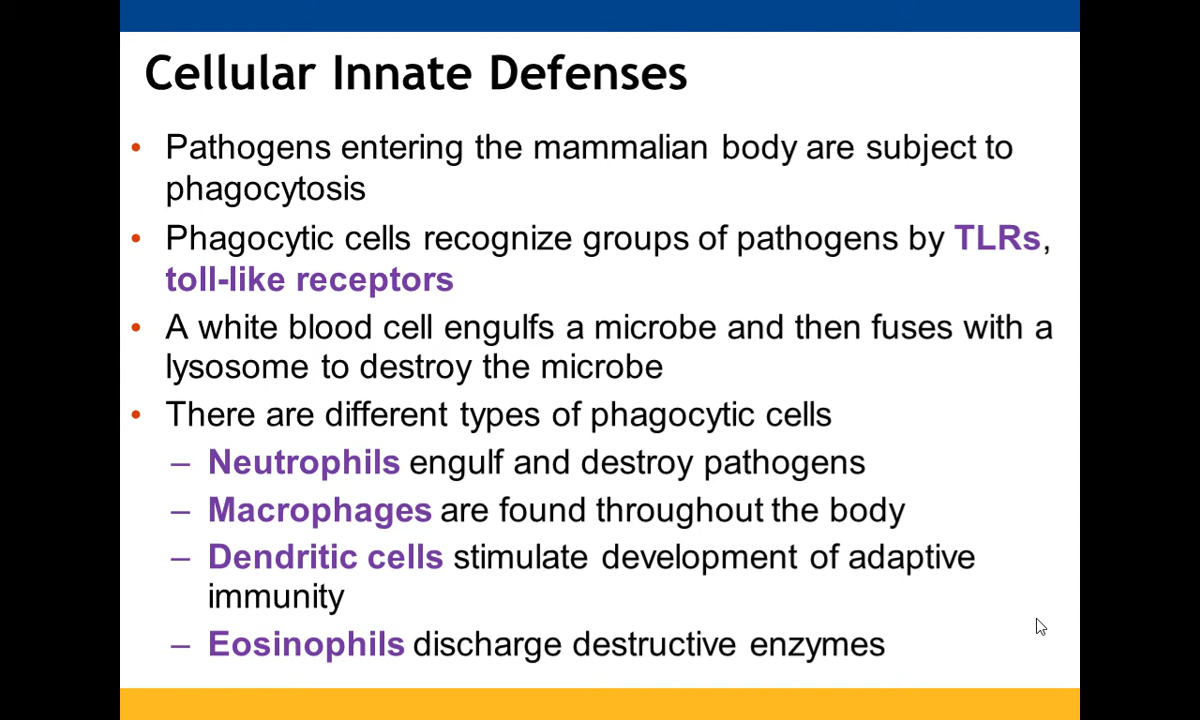 Cellular Innate Defenses
• Pathogens entering the mammalian body are subject to
phagocytosis
• Phagocytic cells recognize groups of pathogens by TLRs,
toll-like receptors
• A white blood cell engulfs a microbe and then fuses with a
lysosome to destroy the microbe
• There are different types of phagocytic cells
– Neutrophils engulf and destroy pathogens
– Macrophages are found throughout the body
– Dendritic cells stimulate development of adaptive
immunity
– Eosinophils discharge destructive enzymes